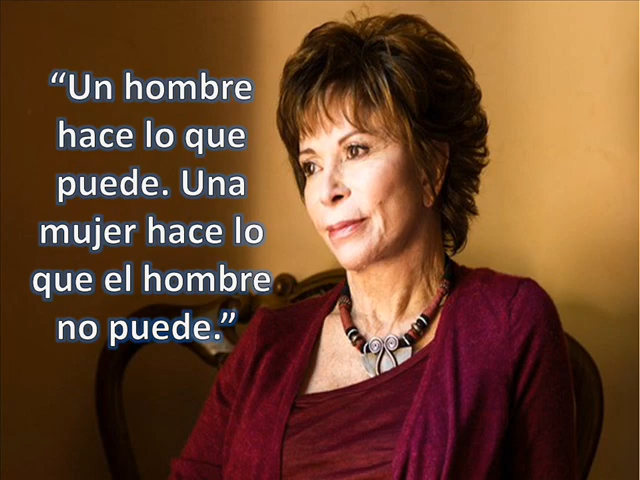 “Un hombre
hace lo que
puede. Una
mujer hace lo
que el hombre
no puede.”